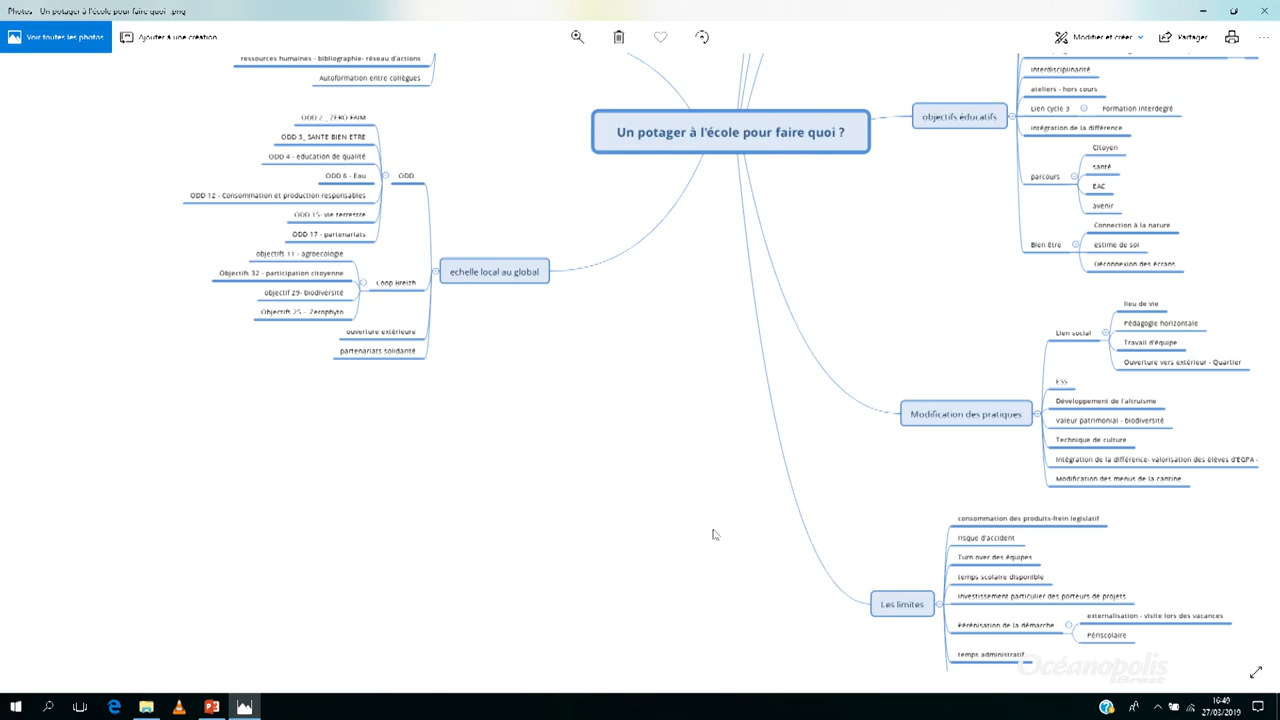 Photos - Un potager à l'école pour faire quoi .png
Voir toutes les photos
Ajouter à une création
Modifier et créer
Partager
ressources humaines - bibliographie- réseau d'actions
Autoformation entre collègues
Un potager à l'école pour faire quoi ?
ODD 2 _ ZERO FAIM
ODD 3_ SANTE BIEN ETRE
ODD 4 - education de qualité
ODD 6 - Eau
ODD
ODD 12 - Consommation et production responsables
ODD 15- vie terrestre
ODD 17 - partenariats
objectifs 11 - agroecologie
Objectifs 32 - participation citoyenne
Coop Breizh
objectif 29- biodiversité
Objectifs 25 - Zerophyto
ouverture extérieure
partenariats solidarité
echelle local au global
objectifs éducatifs
interdisciplinarité
ateliers - hors cours
Lien cycle 3
Formation interdegré
intégration de la différence
parcours
Citoyen
santé
EAC
avenir
Bien être
Connection à la nature
estime de soi
Déconnexion des écrans
Modification des pratiques
Lien social
lieu de vie
Pédagogie horizontale
Travail d'équipe
Ouverture vers extérieur - Quartier
ESS
Développement de l'altruisme
Valeur patrimonial - biodiversité
Technique de culture
Intégration de la différence- valorisation des élèves d'EGPA -
Modification des menus de la cantine
Les limites
consommation des produits-frein legislatif
risque d'accident
Turn over des équipes
temps scolaire disponible
investissement particulier des porteurs de projets
Pérénisation de la démarche
externalisation - visite lors des vacances
Périscolaire
temps administratif
Océanopolis
Brest
16:49
27/03/2019